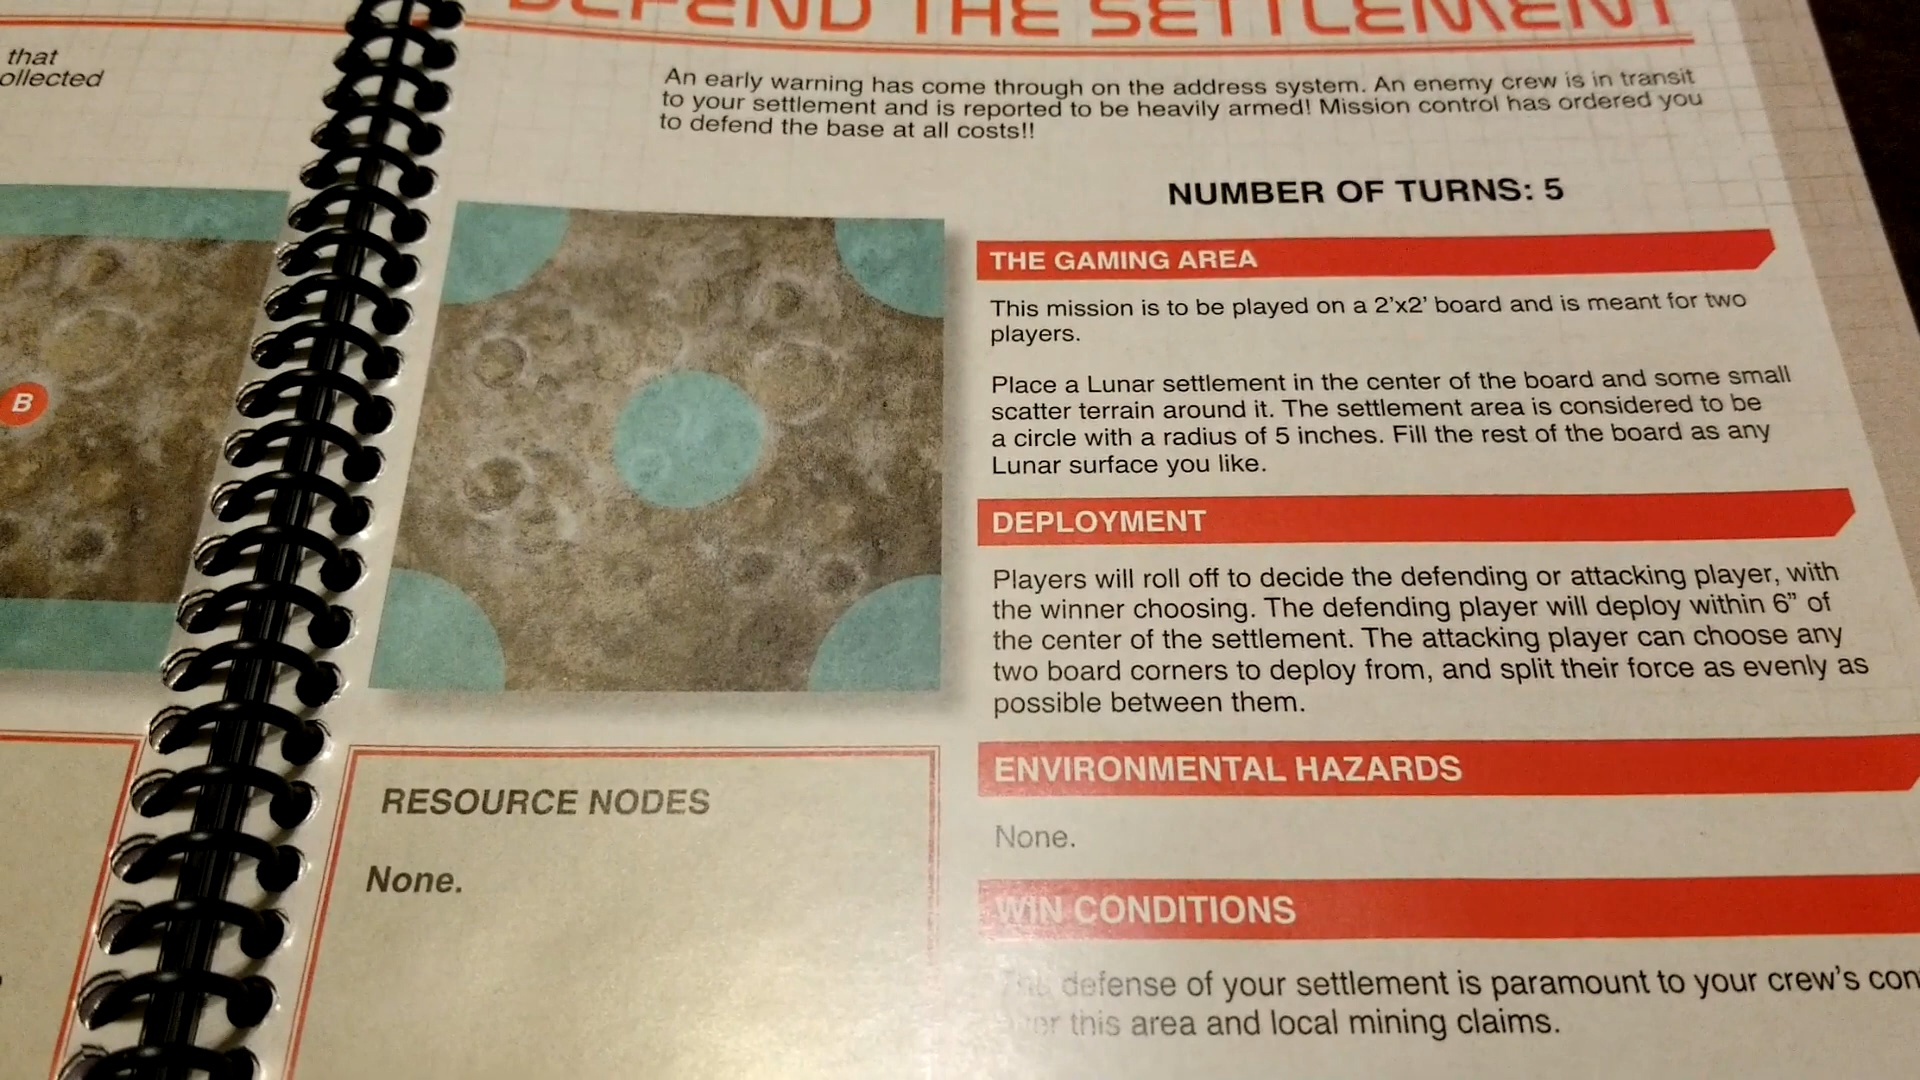 that
ollected
B
DEFEND THE SETTLEMENT
An early warning has come through on the address system. An enemy crew is in transit
to your settlement and is reported to be heavily armed! Mission control has ordered you
to defend the base at all costs!!
NUMBER OF TURNS: 5
THE GAMING AREA
This mission is to be played on a 2'x2' board and is meant for two
players.
Place a Lunar settlement in the center of the board and some small
scatter terrain around it. The settlement area is considered to be
a circle with a radius of 5 inches. Fill the rest of the board as any
Lunar surface you like.
DEPLOYMENT
Players will roll off to decide the defending or attacking player, with
the winner choosing. The defending player will deploy within 6” of
the center of the settlement. The attacking player can choose any
two board corners to deploy from, and split their force as evenly as
possible between them.
ENVIRONMENTAL HAZARDS
None.
WIN CONDITIONS
The defense of your settlement is paramount to your crew's con
over this area and local mining claims.
RESOURCE NODES
None.